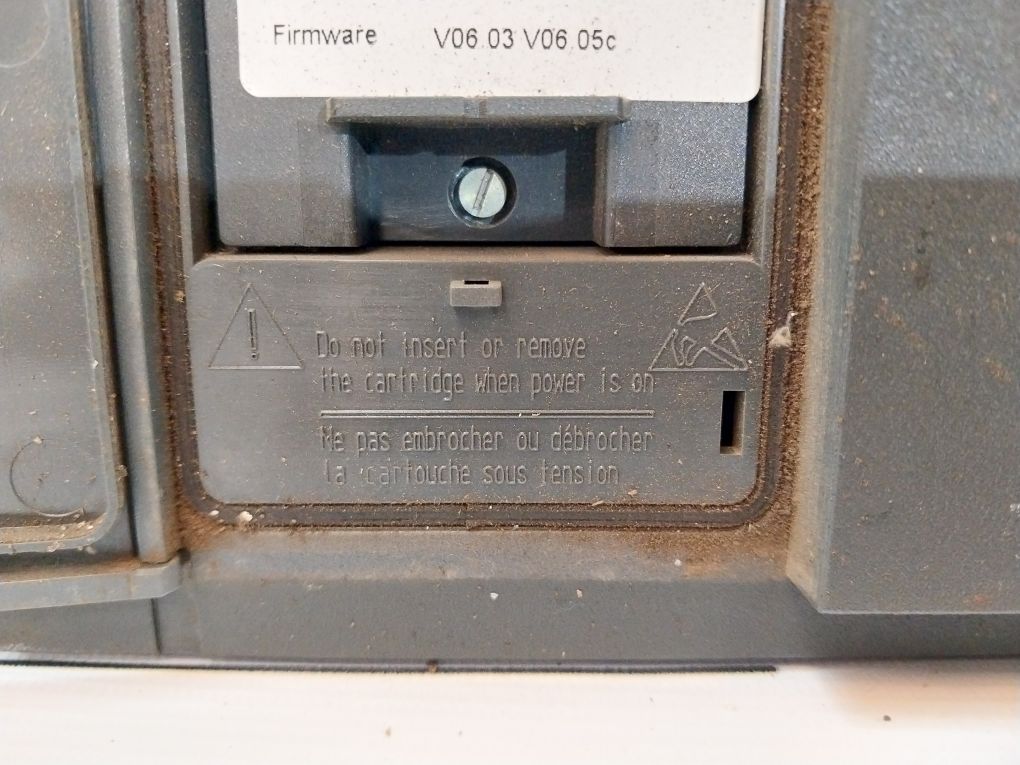 Firmware V06.03 V06.05c
Do not insert or remove
the cartridge when power is on
Ne pas embrocher ou débrocher
la cartouche sous tension